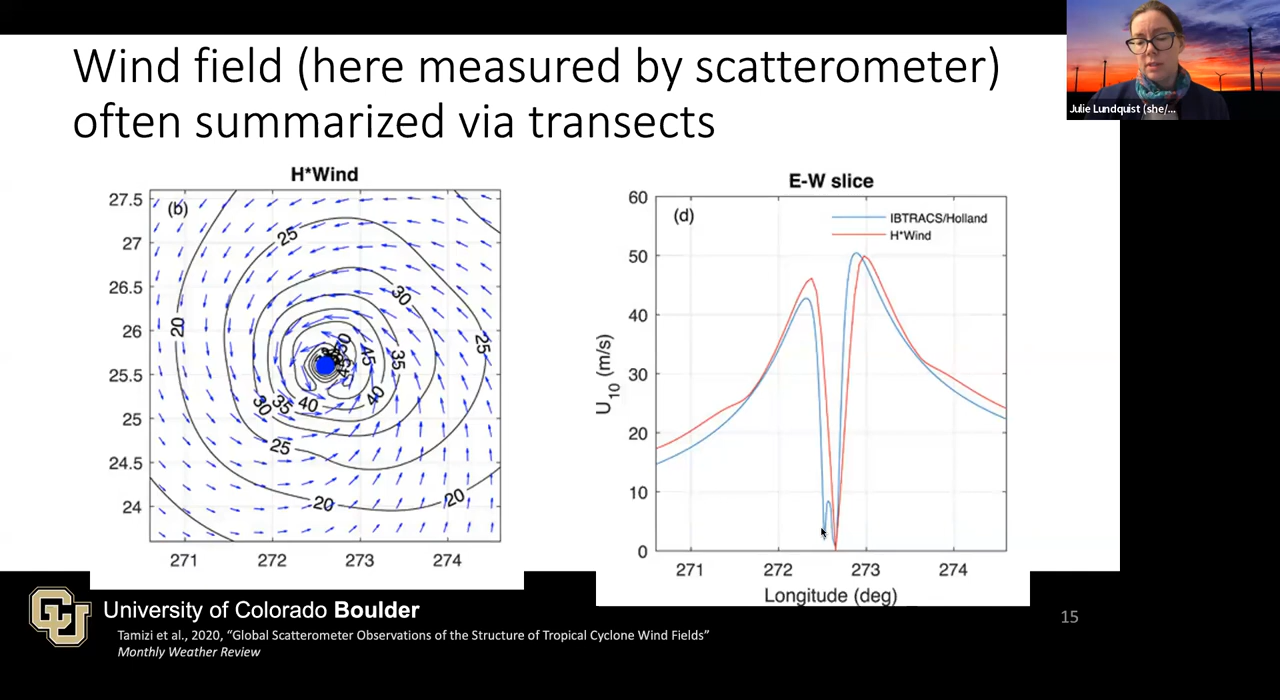 Wind field (here measured by scatterometer)
often summarized via transects
Julie Lundquist (she/...
H*Wind
(b)
27.5
27
26.5
26
25.5
25
24.5
24
271 272 273 274
25
30
20
25
50
45
35
45
40
30
35
40
25
20
20
E-W slice
(d)
IBTRACS/Holland
H*Wind
60
50
40
30
20
10
0
U10 (m/s)
271 272 273 274
Longitude (deg)
University of Colorado Boulder
Tamizi et al., 2020, “Global Scatterometer Observations of the Structure of Tropical Cyclone Wind Fields”
Monthly Weather Review
15
CU